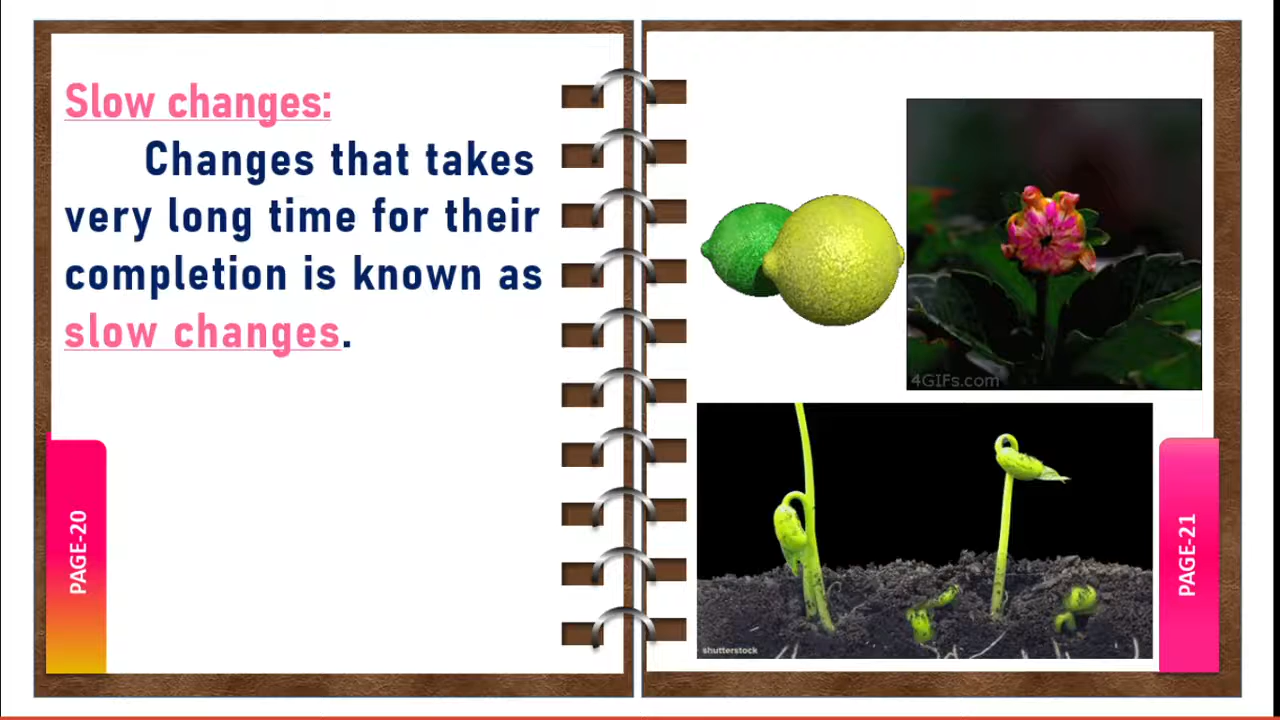 Slow changes:
Changes that takes
very long time for their
completion is known as
slow changes.
PAGE-20
4GIFs.com
shutterstock
PAGE-21